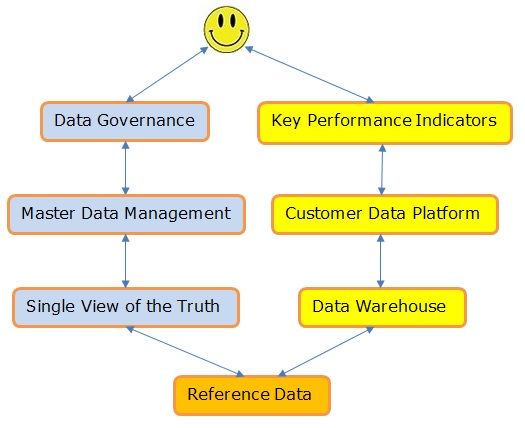 Data Governance
Key Performance Indicators
Master Data Management
Customer Data Platform
Single View of the Truth
Data Warehouse
Reference Data